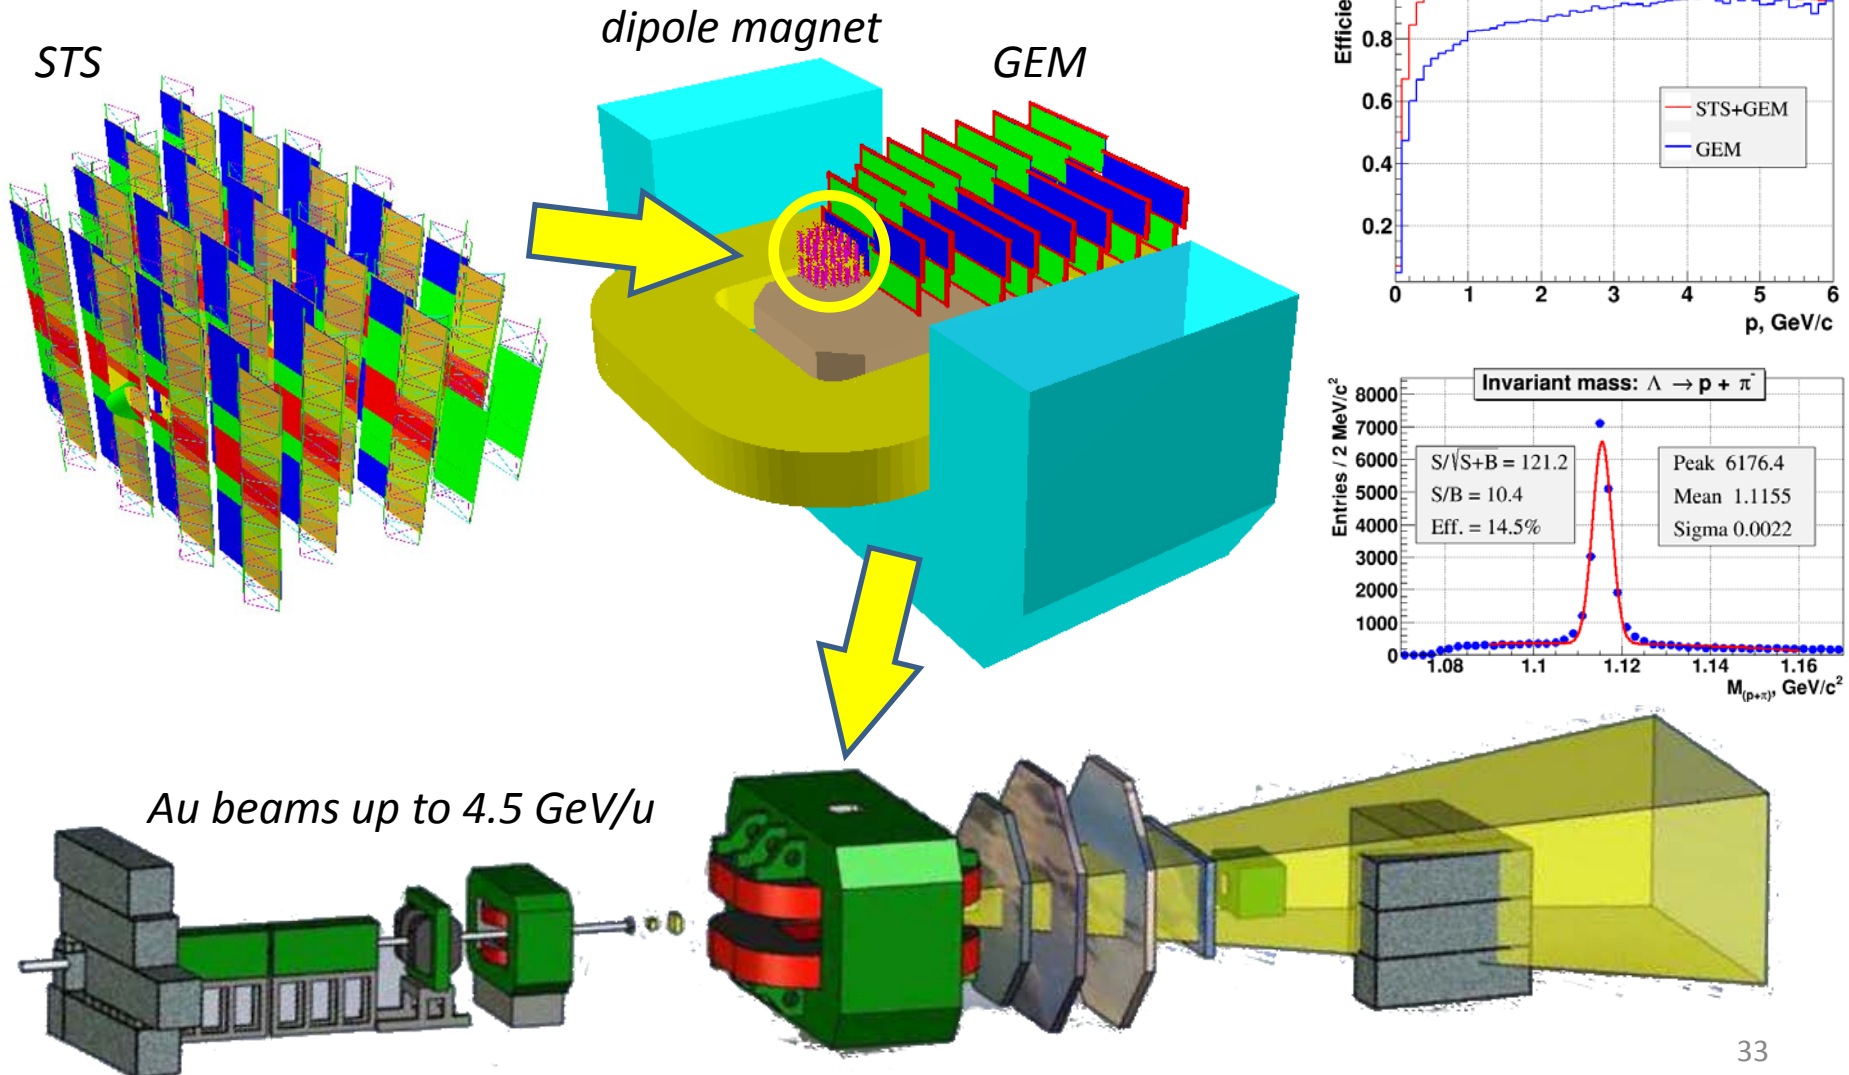 STS
dipole magnet
GEM
0.8
0.6
0.4
0.2
STS+GEM
GEM
0 1 2 3 4 5 6
p, GeV/c
Invariant mass: Λ → p + π⁻
Entries / 2 MeV/c²
8000
7000
6000
5000
4000
3000
2000
1000
0
S/√S+B = 121.2
S/B = 10.4
Eff. = 14.5%
Peak 6176.4
Mean 1.1155
Sigma 0.0022
1.08 1.1 1.12 1.14 1.16
M(p+π), GeV/c²
Au beams up to 4.5 GeV/u
33